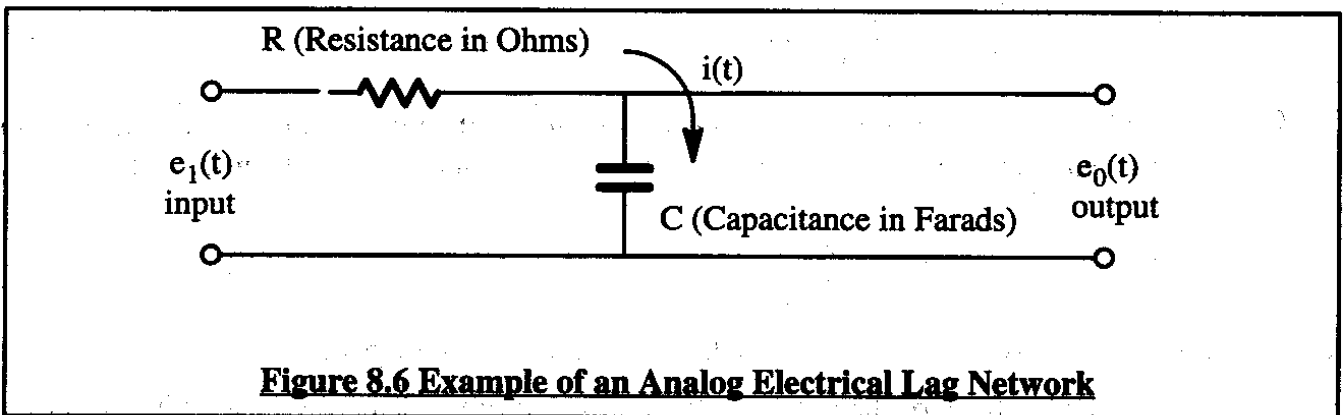 R (Resistance in Ohms)
i(t)
e₁(t)
input
e₀(t)
output
C (Capacitance in Farads)
Figure 8.6 Example of an Analog Electrical Lag Network